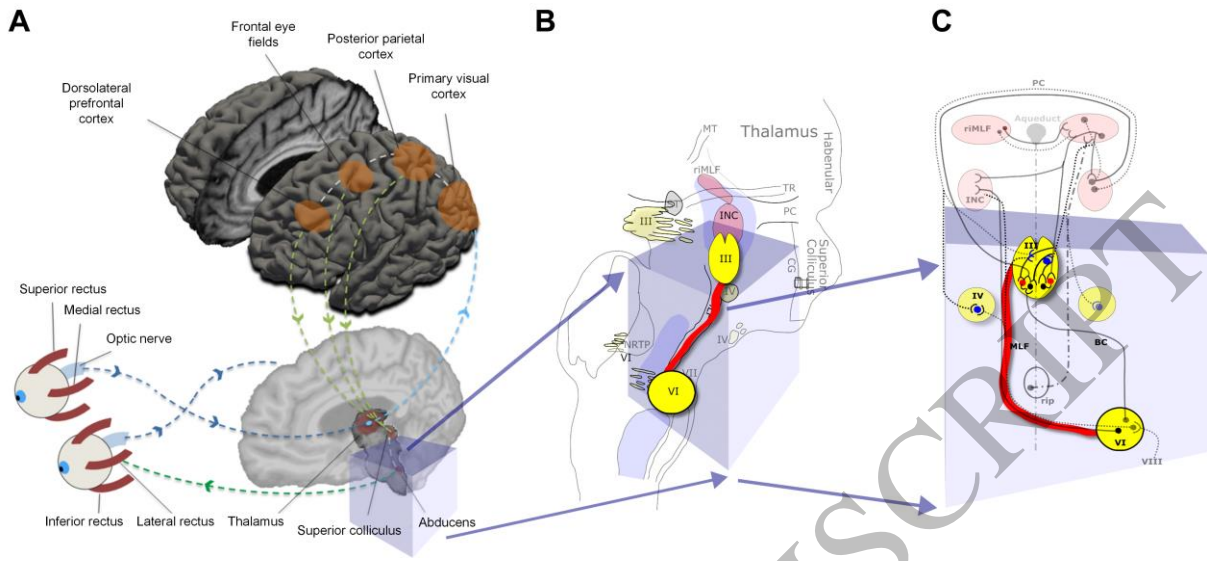 A
Frontal eye
fields
Posterior parietal
cortex
Primary visual
cortex
Dorsolateral
prefrontal
cortex
Superior rectus
Medial rectus
Optic nerve
Inferior rectus
Lateral rectus
Thalamus
Superior colliculus
Abducens
B
Thalamus
Habenular
MT
riMLF
TR
III
INC
PC
III
CG
Superior
Colliculus
IV
NRTP
VI
IV
VII
VI
C
PC
Aqueduct
riMLF
INC
III
IV
MLF
BC
rip
VI
VIII
NUSCRIPT